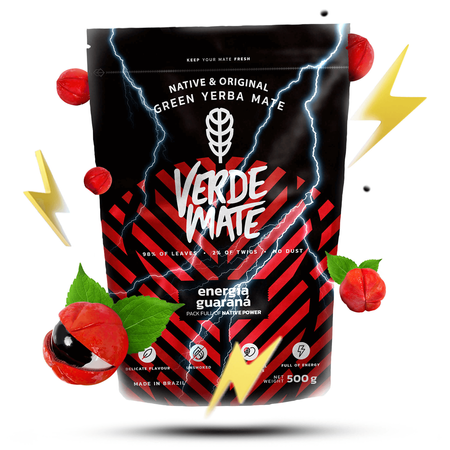 KEEP YOUR MATE FRESH
NATIVE & ORIGINAL
GREEN YERBA MATE
VERDE
MATE
98% OF LEAVES • 2% OF TWIGS • NO DUST
energia
guaraná
PACK FULL OF NATIVE POWER
DELICATE FLAVOUR UNSMOKED FULL OF ENERGY
MADE IN BRAZIL NET WEIGHT 500 g